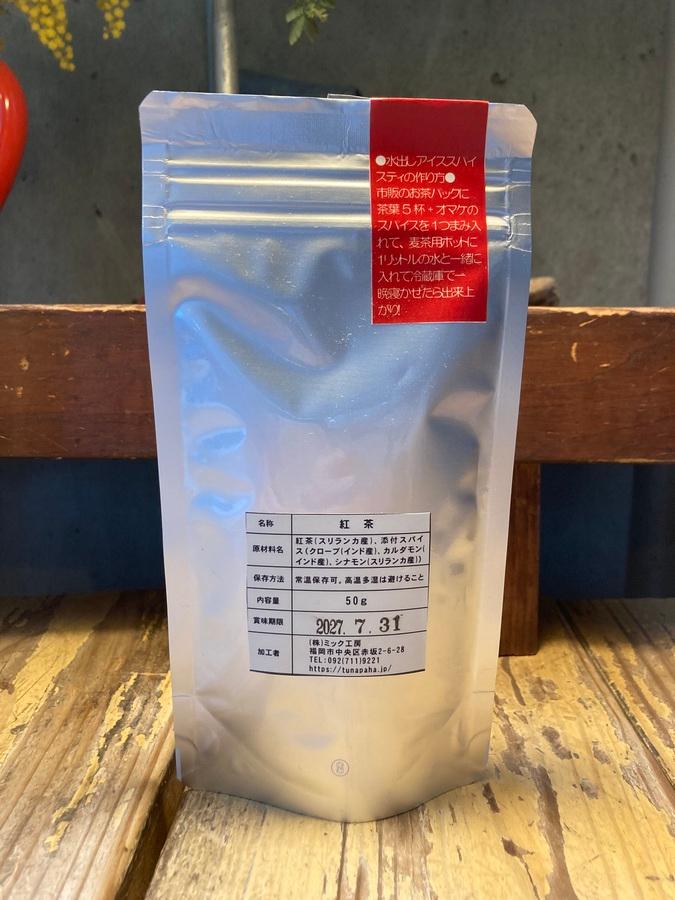 ●水出しアイススパイ
スティの作り方●
市販のお茶パックに
茶葉5杯+オマケの
スパイスを1つまみ入
れて、麦茶用ポットに
1リットルの水と一緒に
入れて冷蔵庫で一
晩寝かせたら出来上
がり!
名称 紅茶
原材料名 紅茶(スリランカ産)、添付スパイ
ス(クローブ(インド産)、カルダモン(
インド産)、シナモン(スリランカ産))
保存方法 常温保存可。高温多湿は避けること
内容量 50g
賞味期限 2027. 7. 31
加工者 (株)ミック工房
福岡市中央区赤坂2-6-28
TEL:092(711)9221
https://tunapaha.jp/